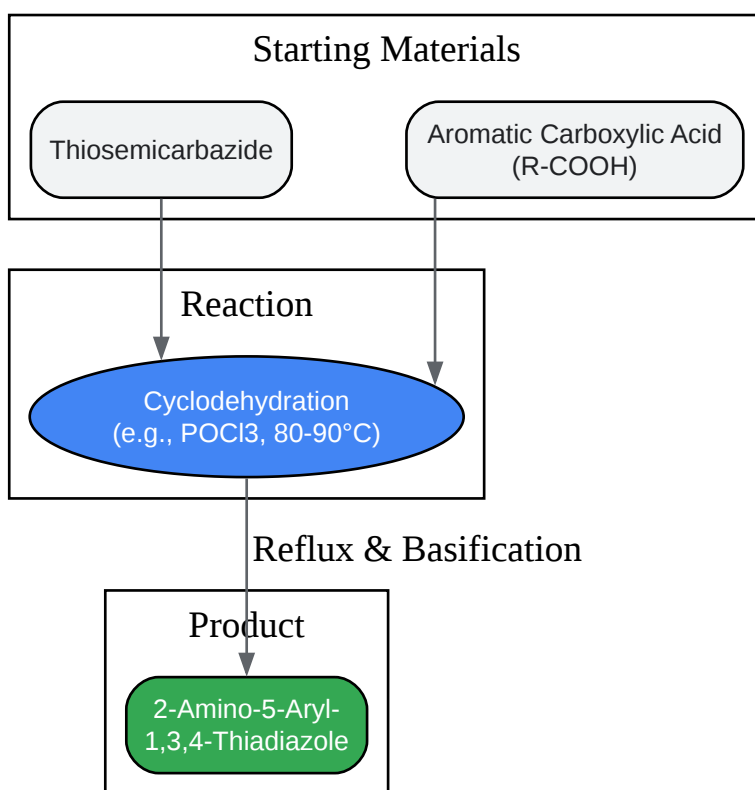 Starting Materials
Thiosemicarbazide
Aromatic Carboxylic Acid
(R-COOH)
Reaction
Cyclodehydration
(e.g., POCl3, 80-90°C)
Reflux & Basification
Product
2-Amino-5-Aryl-
1,3,4-Thiadiazole